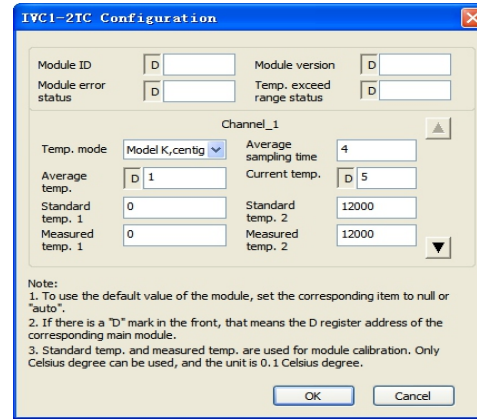 IVC1-2TC Configuration
Module ID D Module version D
Module error status D Temp. exceed range status D
Channel_1
Temp. mode Model K,centig Average sampling time 4
Average temp. D 1 Current temp. D 5
Standard temp. 1 0 Standard temp. 2 12000
Measured temp. 1 0 Measured temp. 2 12000
Note:
1. To use the default value of the module, set the corresponding item to null or
"auto".
2. If there is a "D" mark in the front, that means the D register address of the
corresponding main module.
3. Standard temp. and measured temp. are used for module calibration. Only
Celsius degree can be used, and the unit is 0.1 Celsius degree.
OK Cancel